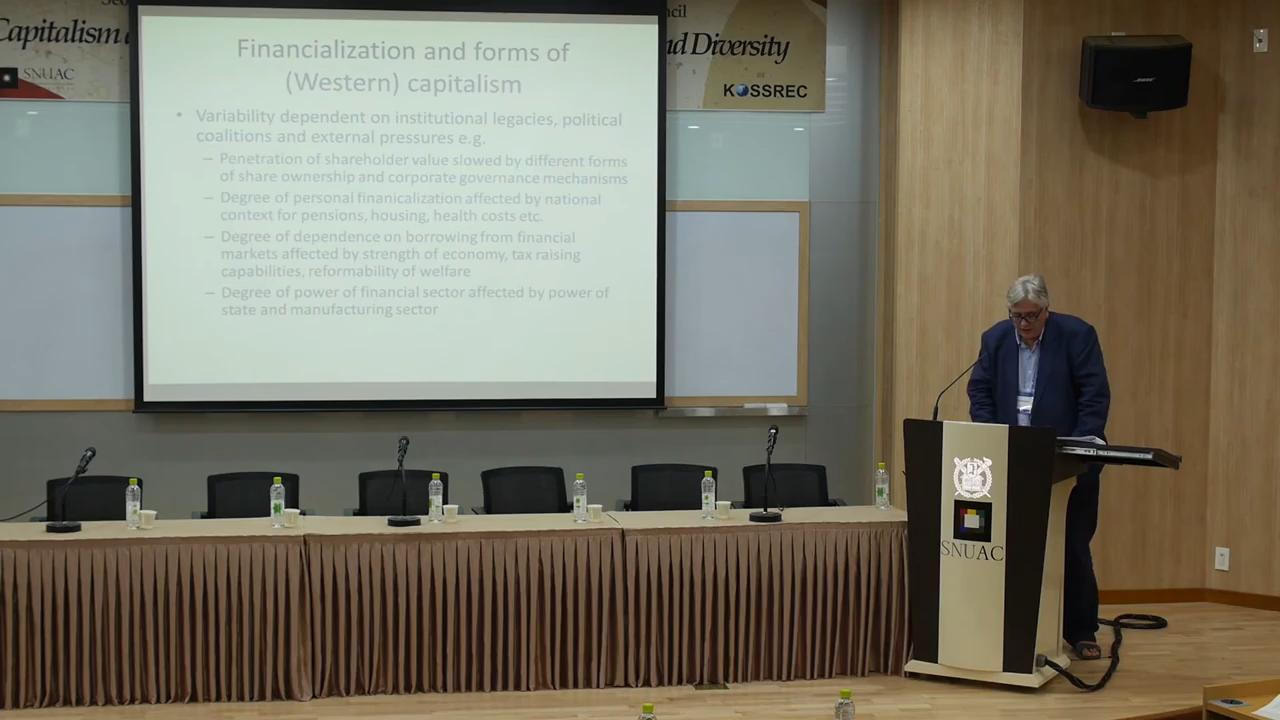 Capitalism
SNUAC
ncil
nd Diversity
KOSSREC
Financialization and forms of
(Western) capitalism
• Variability dependent on institutional legacies, political
coalitions and external pressures e.g.
– Penetration of shareholder value slowed by different forms
of share ownership and corporate governance mechanisms
– Degree of personal finanicalization affected by national
context for pensions, housing, health costs etc.
– Degree of dependence on borrowing from financial
markets affected by strength of economy, tax raising
capabilities, reformability of welfare
– Degree of power of financial sector affected by power of
state and manufacturing sector
BOSE
SNUAC